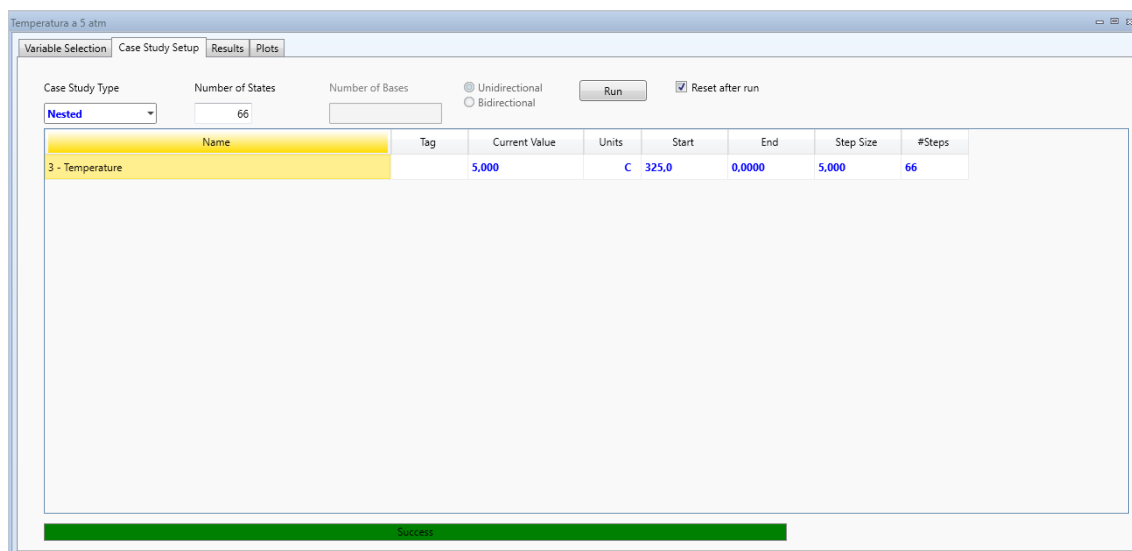 Temperatura a 5 atm
Variable Selection Case Study Setup Results Plots
Case Study Type Number of States Number of Bases Unidirectional Run Reset after run
Bidirectional
Nested 66
Name Tag Current Value Units Start End Step Size #Steps
3 - Temperature 5,000 C 325,0 0,0000 5,000 66
Success